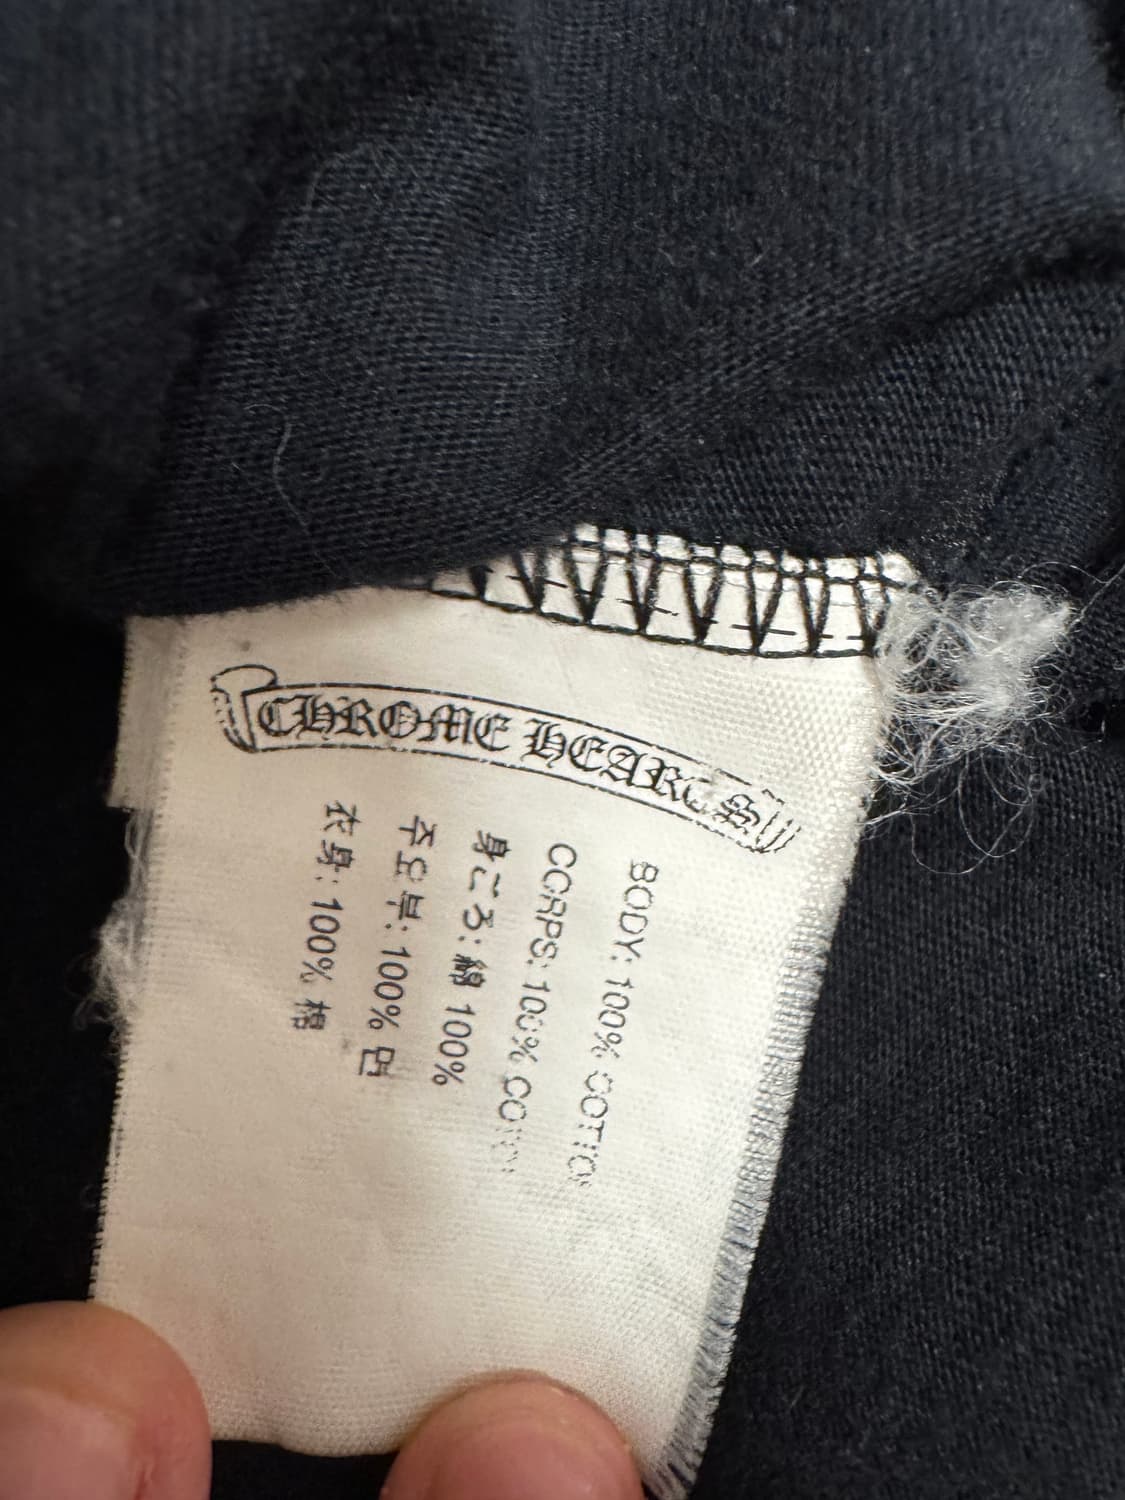 CHROME HEARTS
BODY: 100% COTTO
CORPS: 100% CO
身ごろ: 綿 100%
주요부: 100% 면
衣身: 100% 棉